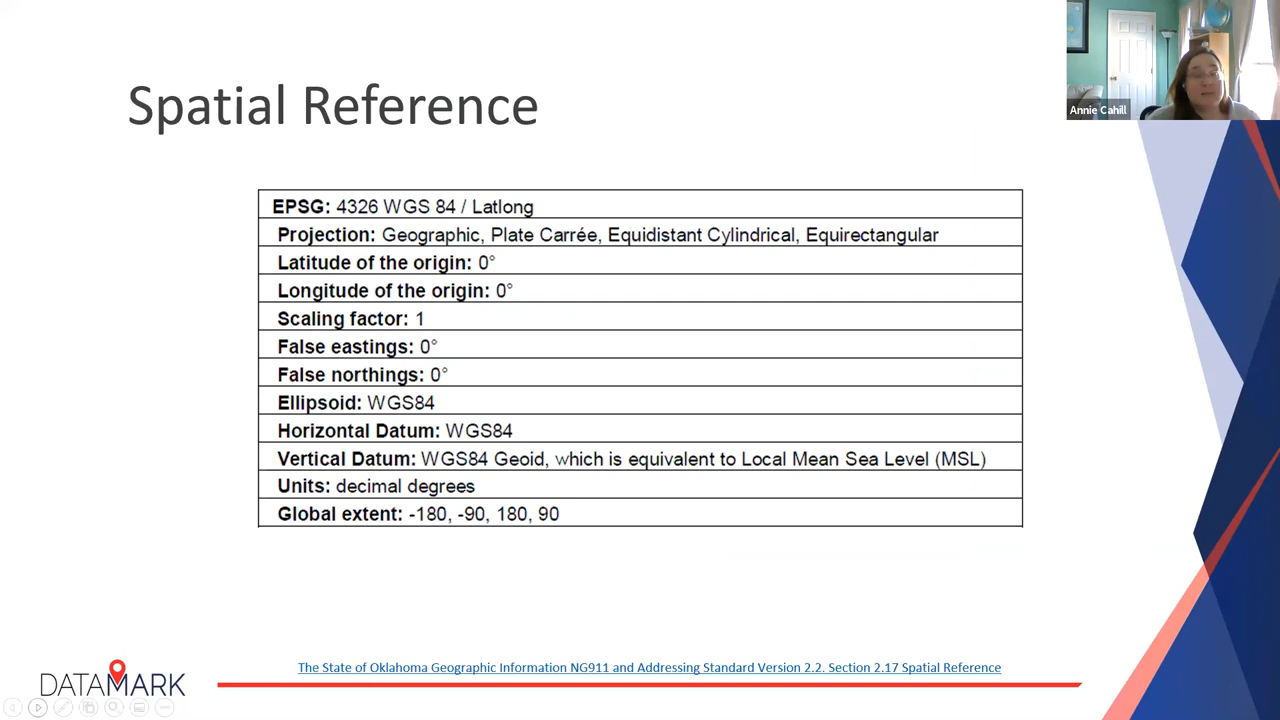 Spatial Reference
Annie Cahill
EPSG: 4326 WGS 84 / Latlong
Projection: Geographic, Plate Carrée, Equidistant Cylindrical, Equirectangular
Latitude of the origin: 0°
Longitude of the origin: 0°
Scaling factor: 1
False eastings: 0°
False northings: 0°
Ellipsoid: WGS84
Horizontal Datum: WGS84
Vertical Datum: WGS84 Geoid, which is equivalent to Local Mean Sea Level (MSL)
Units: decimal degrees
Global extent: -180, -90, 180, 90
The State of Oklahoma Geographic Information NG911 and Addressing Standard Version 2.2. Section 2.17 Spatial Reference
DATAMARK